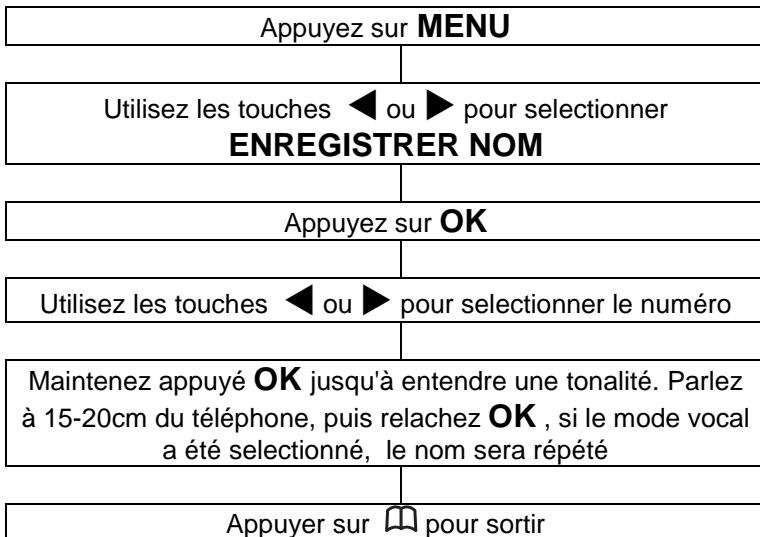 Appuyez sur MENU
Utilisez les touches ◀ ou ▶ pour selectionner
ENREGISTRER NOM
Appuyez sur OK
Utilisez les touches ◀ ou ▶ pour selectionner le numéro
Maintenez appuyé OK jusqu'à entendre une tonalité. Parlez
à 15-20cm du téléphone, puis relachez OK , si le mode vocal
a été selectionné, le nom sera répété
Appuyer sur 🕮 pour sortir